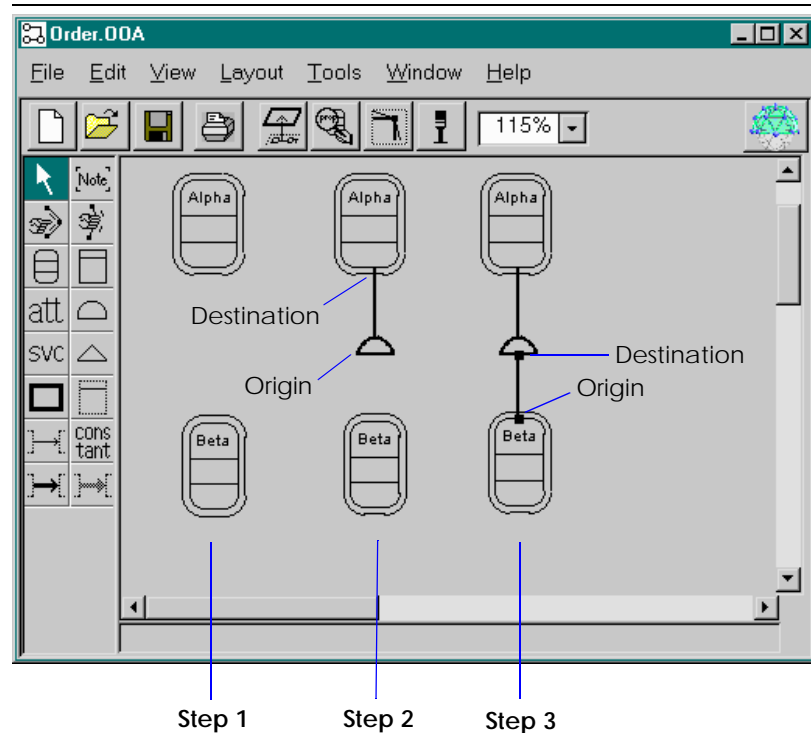 Order.OOA
File Edit View Layout Tools Window Help
115%
Note
att
svc
cons
tant
Alpha Alpha Alpha
Destination
Origin
Destination
Origin
Beta Beta Beta
Step 1 Step 2 Step 3